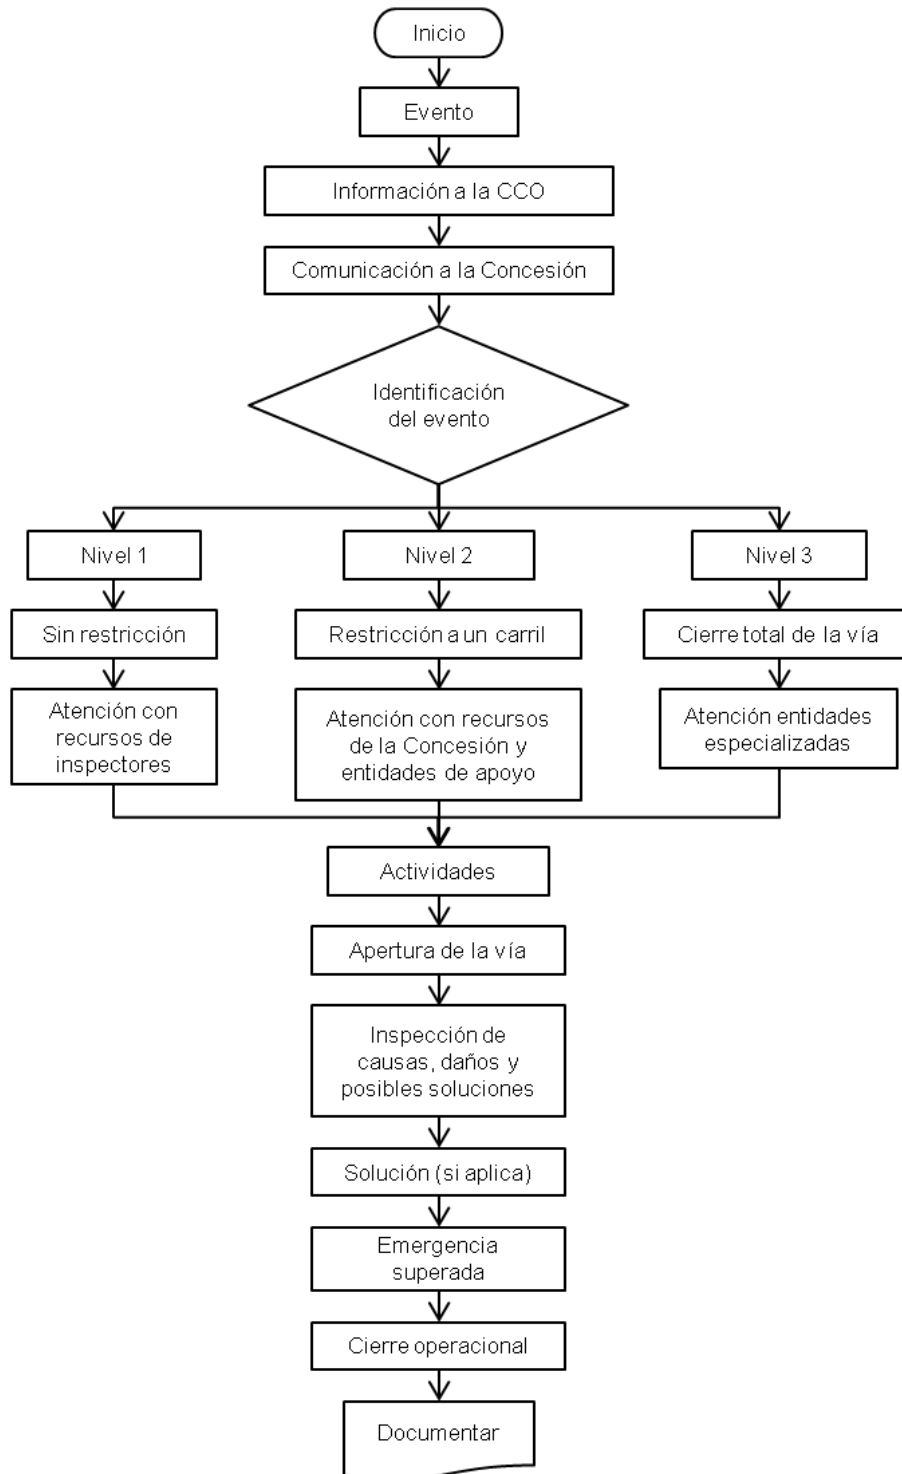 Inicio
Evento
Información a la CCO
Comunicación a la Concesión
Identificación
del evento
Nivel 1
Nivel 2
Nivel 3
Sin restricción
Restricción a un carril
Cierre total de la vía
Atención con
recursos de
inspectores
Atención con recursos
de la Concesión y
entidades de apoyo
Atención entidades
especializadas
Actividades
Apertura de la vía
Inspección de
causas, daños y
posibles soluciones
Solución (si aplica)
Emergencia
superada
Cierre operacional
Documentar